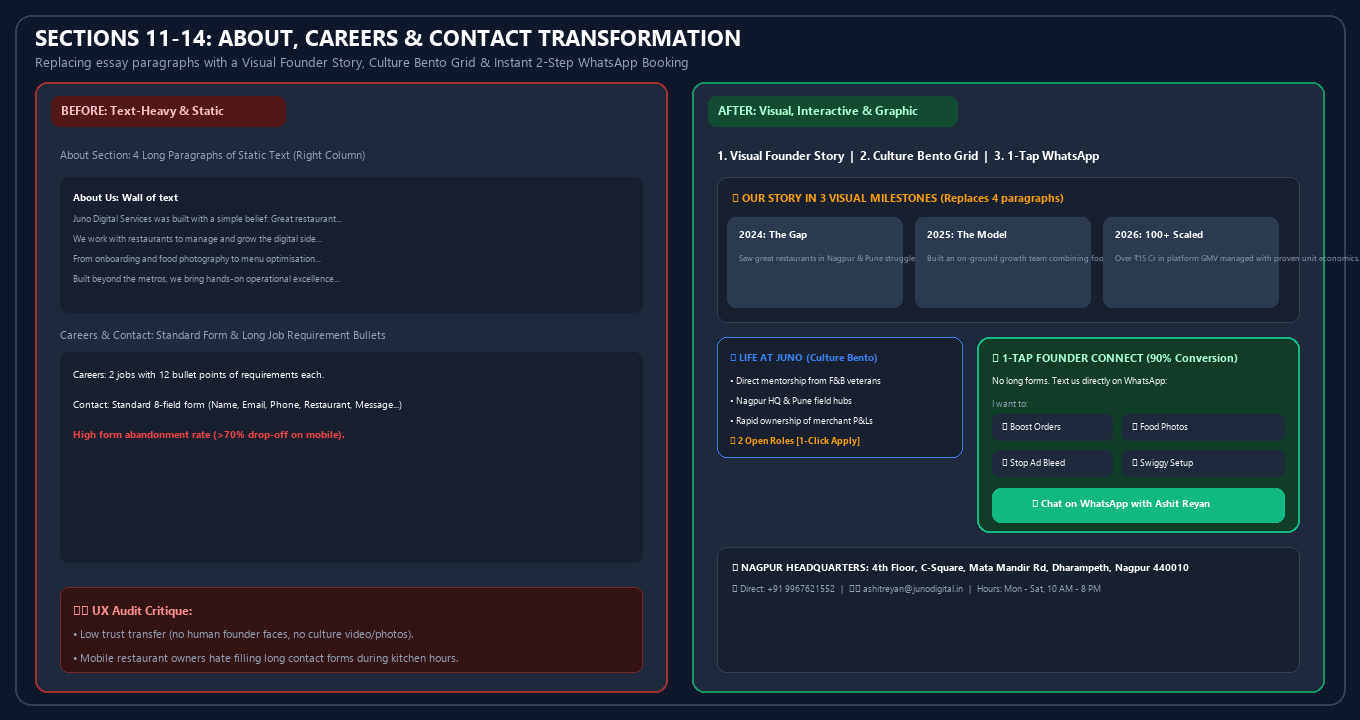 SECTIONS 11-14: ABOUT, CAREERS & CONTACT TRANSFORMATION
Replacing essay paragraphs with a Visual Founder Story, Culture Bento Grid & Instant 2-Step WhatsApp Booking
BEFORE: Text-Heavy & Static
About Section: 4 Long Paragraphs of Static Text (Right Column)
About Us: Wall of text
Juno Digital Services was built with a simple belief: Great restaurant...
We work with restaurants to manage and grow the digital side...
From onboarding and food photography to menu optimisation...
Built beyond the metros, we bring hands-on operational excellence...
Careers & Contact: Standard Form & Long Job Requirement Bullets
Careers: 2 jobs with 12 bullet points of requirements each.
Contact: Standard 8-field form (Name, Email, Phone, Restaurant, Message...)
High form abandonment rate (>70% drop-off on mobile).
UX Audit Critique:
• Low trust transfer (no human founder faces, no culture video/photos).
• Mobile restaurant owners hate filling long contact forms during kitchen hours.
AFTER: Visual, Interactive & Graphic
1. Visual Founder Story | 2. Culture Bento Grid | 3. 1-Tap WhatsApp
OUR STORY IN 3 VISUAL MILESTONES (Replaces 4 paragraphs)
2024: The Gap
Saw great restaurants in Nagpur & Pune struggle
2025: The Model
Built an on-ground growth team combining foo
2026: 100+ Scaled
Over ₹15 Cr in platform GMV managed with proven unit economics.
LIFE AT JUNO (Culture Bento)
• Direct mentorship from F&B veterans
• Nagpur HQ & Pune field hubs
• Rapid ownership of merchant P&Ls
2 Open Roles [1-Click Apply]
1-TAP FOUNDER CONNECT (90% Conversion)
No long forms. Text us directly on WhatsApp:
I want to:
Boost Orders
Food Photos
Stop Ad Bleed
Swiggy Setup
Chat on WhatsApp with Ashit Reyan
NAGPUR HEADQUARTERS: 4th Floor, C-Square, Mata Mandir Rd, Dharampeth, Nagpur 440010
Direct: +91 9967621552 | ashitreyan@junodigital.in | Hours: Mon - Sat, 10 AM - 8 PM